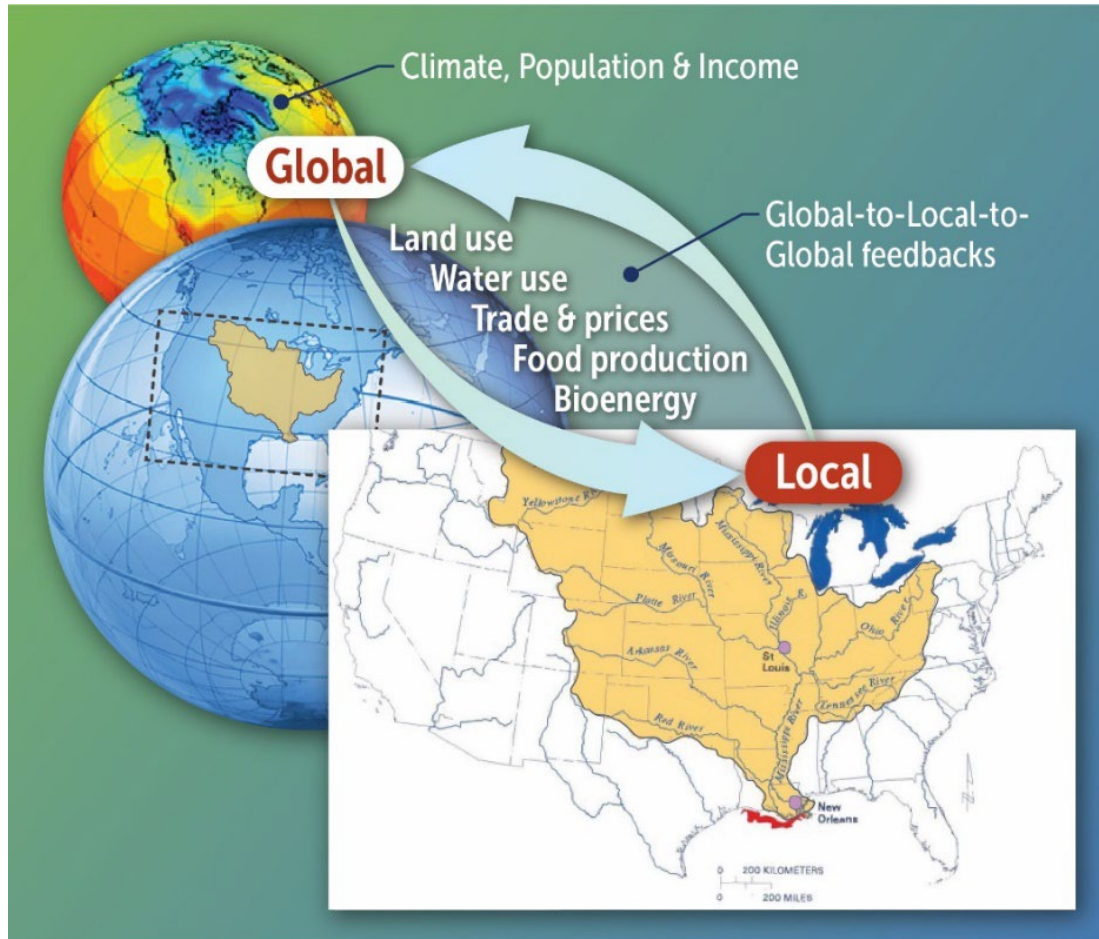 Climate, Population & Income
Global
Land use
Water use
Trade & prices
Food production
Bioenergy
Global-to-Local-to-
Global feedbacks
Local
Yellowstone Riv
Mississippi River
Missouri River
Platte River
Illinois R.
Ohio River
St
Louis
Arkansas River
Tennessee River
Red River
Mississippi River
New
Orleans
0 200 KILOMETERS
0 200 MILES